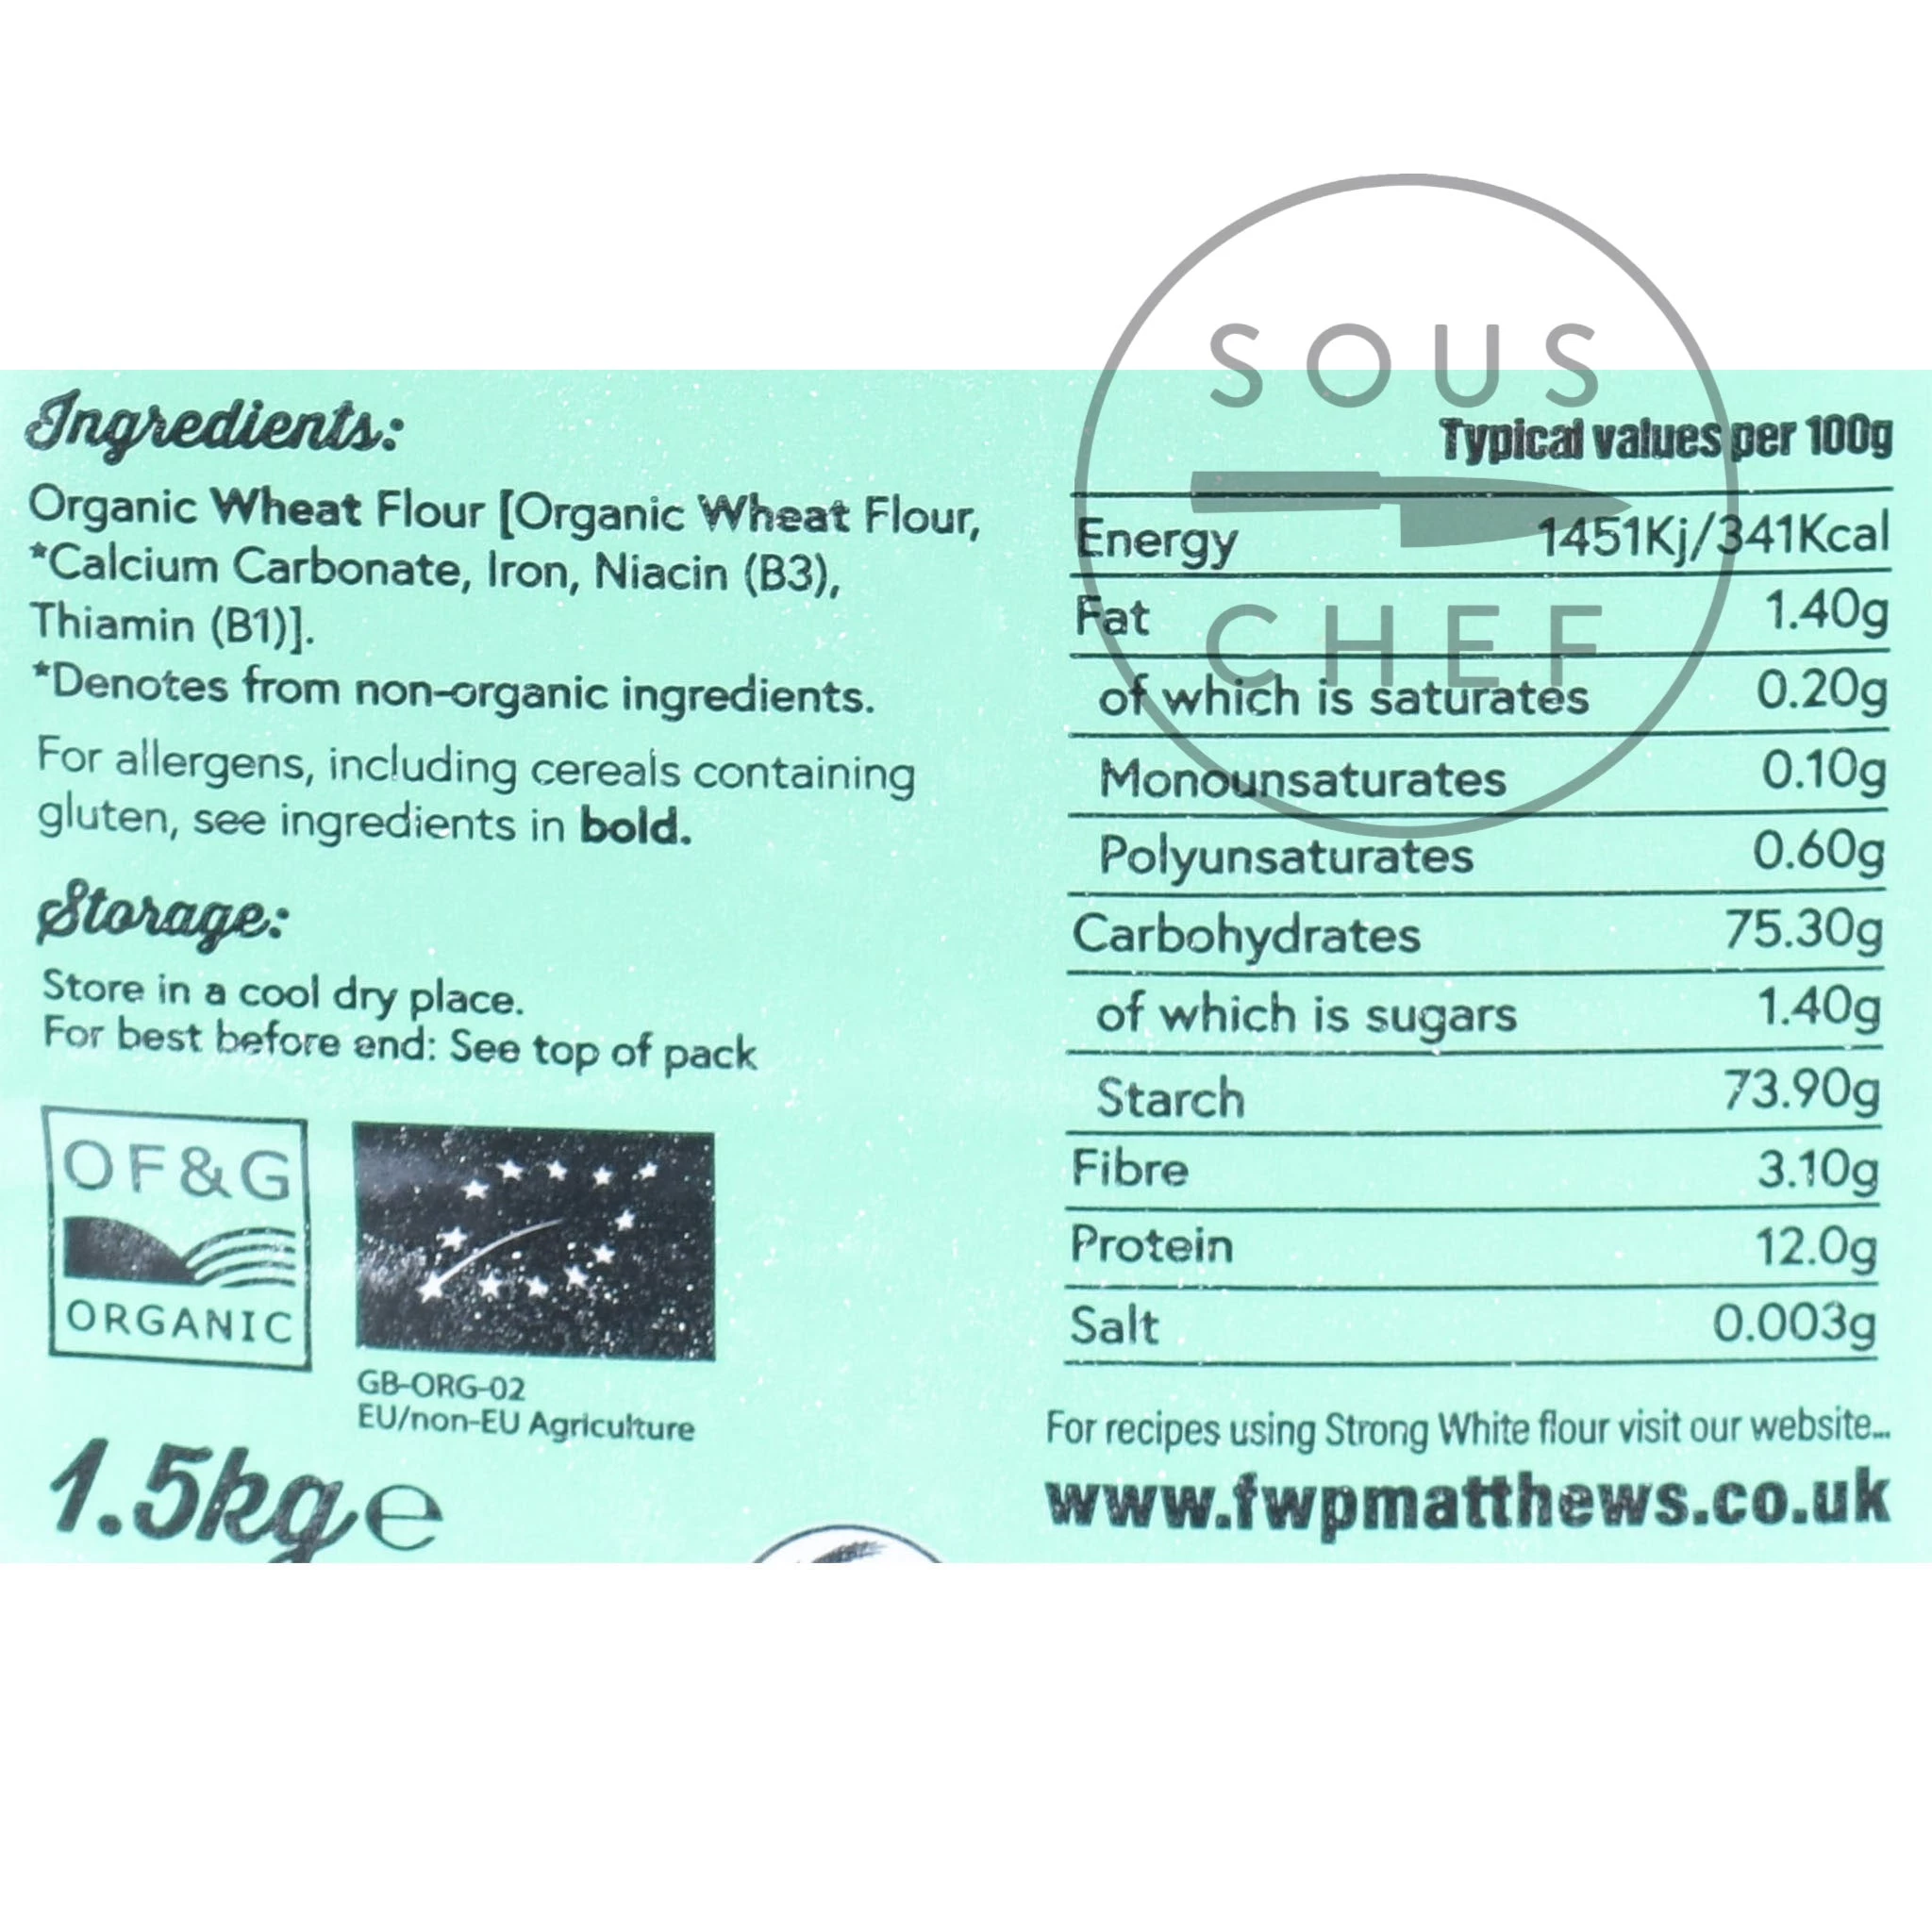 SOUS
CHEF
Ingredients:
Organic Wheat Flour [Organic Wheat Flour,
*Calcium Carbonate, Iron, Niacin (B3),
Thiamin (B1)].
*Denotes from non-organic ingredients.
For allergens, including cereals containing
gluten, see ingredients in bold.
Storage:
Store in a cool dry place.
For best before end: See top of pack
OF&G
ORGANIC
GB-ORG-02
EU/non-EU Agriculture
1.5kg e
Typical values per 100g
Energy 1451Kj/341Kcal
Fat 1.40g
of which is saturates 0.20g
Monounsaturates 0.10g
Polyunsaturates 0.60g
Carbohydrates 75.30g
of which is sugars 1.40g
Starch 73.90g
Fibre 3.10g
Protein 12.0g
Salt 0.003g
For recipes using Strong White flour visit our website...
www.fwpmatthews.co.uk